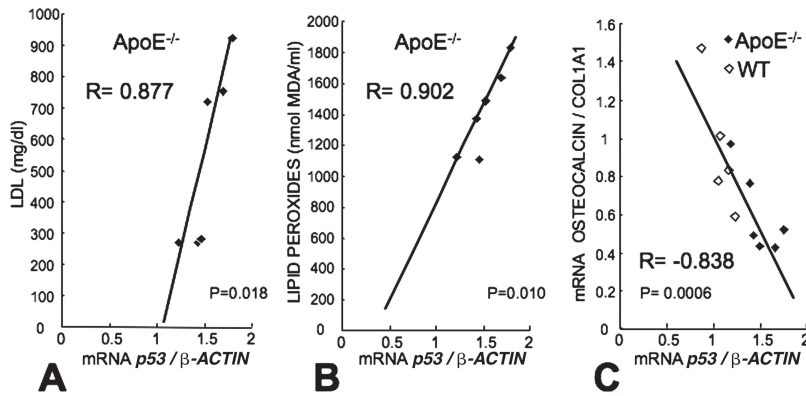 1000
900
800
700
600
500
400
300
200
100
0
LDL (mg/dl)
ApoE-/-
R= 0.877
P=0.018
0 0.5 1 1.5 2
mRNA p53 / β-ACTIN
A
2000
1800
1600
1400
1200
1000
800
600
400
200
0
LIPID PEROXIDES (nmol MDA/ml)
ApoE-/-
R= 0.902
P=0.010
0 0.5 1 1.5 2
mRNA p53 / β-ACTIN
B
1.6
1.4
1.2
1
0.8
0.6
0.4
0.2
0
mRNA OSTEOCALCIN / COL1A1
ApoE-/-
WT
R= -0.838
P= 0.0006
0 0.5 1 1.5 2
mRNA p53 / β-ACTIN
C